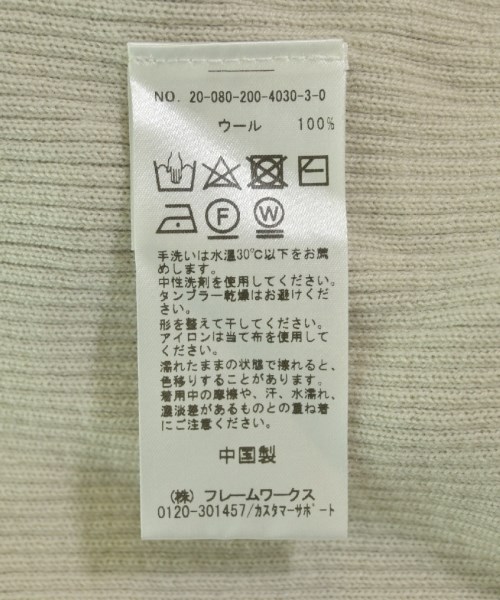 NO. 20-080-200-4030-3-0
ウール 100%
F W
手洗いは水温30℃以下をお薦
めします。
中性洗剤を使用してください。
タンブラー乾燥はお避けくださ
い。
形を整えて干してください。
アイロンは当て布を使用して
ください。
濡れたままの状態で擦れると、
色移りすることがあります。
着用中の摩擦や、汗、水濡れ、
濃淡差があるものとの重ね着
にご注意ください。
中国製
(株) フレームワークス
0120-301457/カスタマーサポート